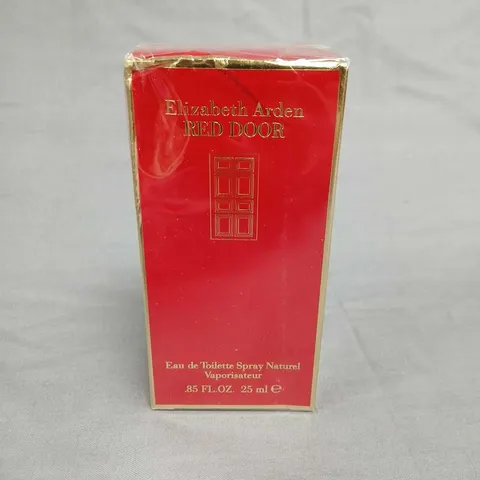 Elizabeth Arden
RED DOOR
Eau de Toilette Spray Naturel
Vaporisateur
.85 FL.OZ. 25 ml ℮